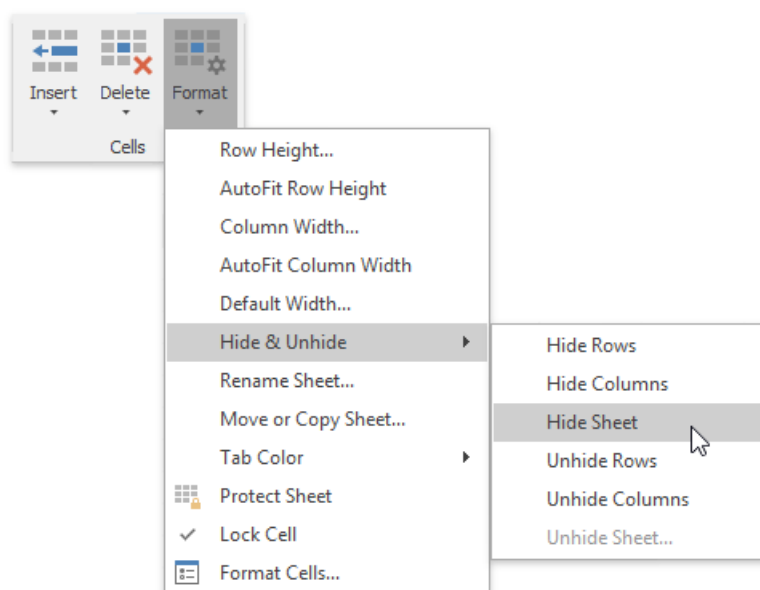 Insert Delete Format
Cells
Row Height...
AutoFit Row Height
Column Width...
AutoFit Column Width
Default Width...
Hide & Unhide
Rename Sheet...
Move or Copy Sheet...
Tab Color
Protect Sheet
Lock Cell
Format Cells...
Hide Rows
Hide Columns
Hide Sheet
Unhide Rows
Unhide Columns
Unhide Sheet...